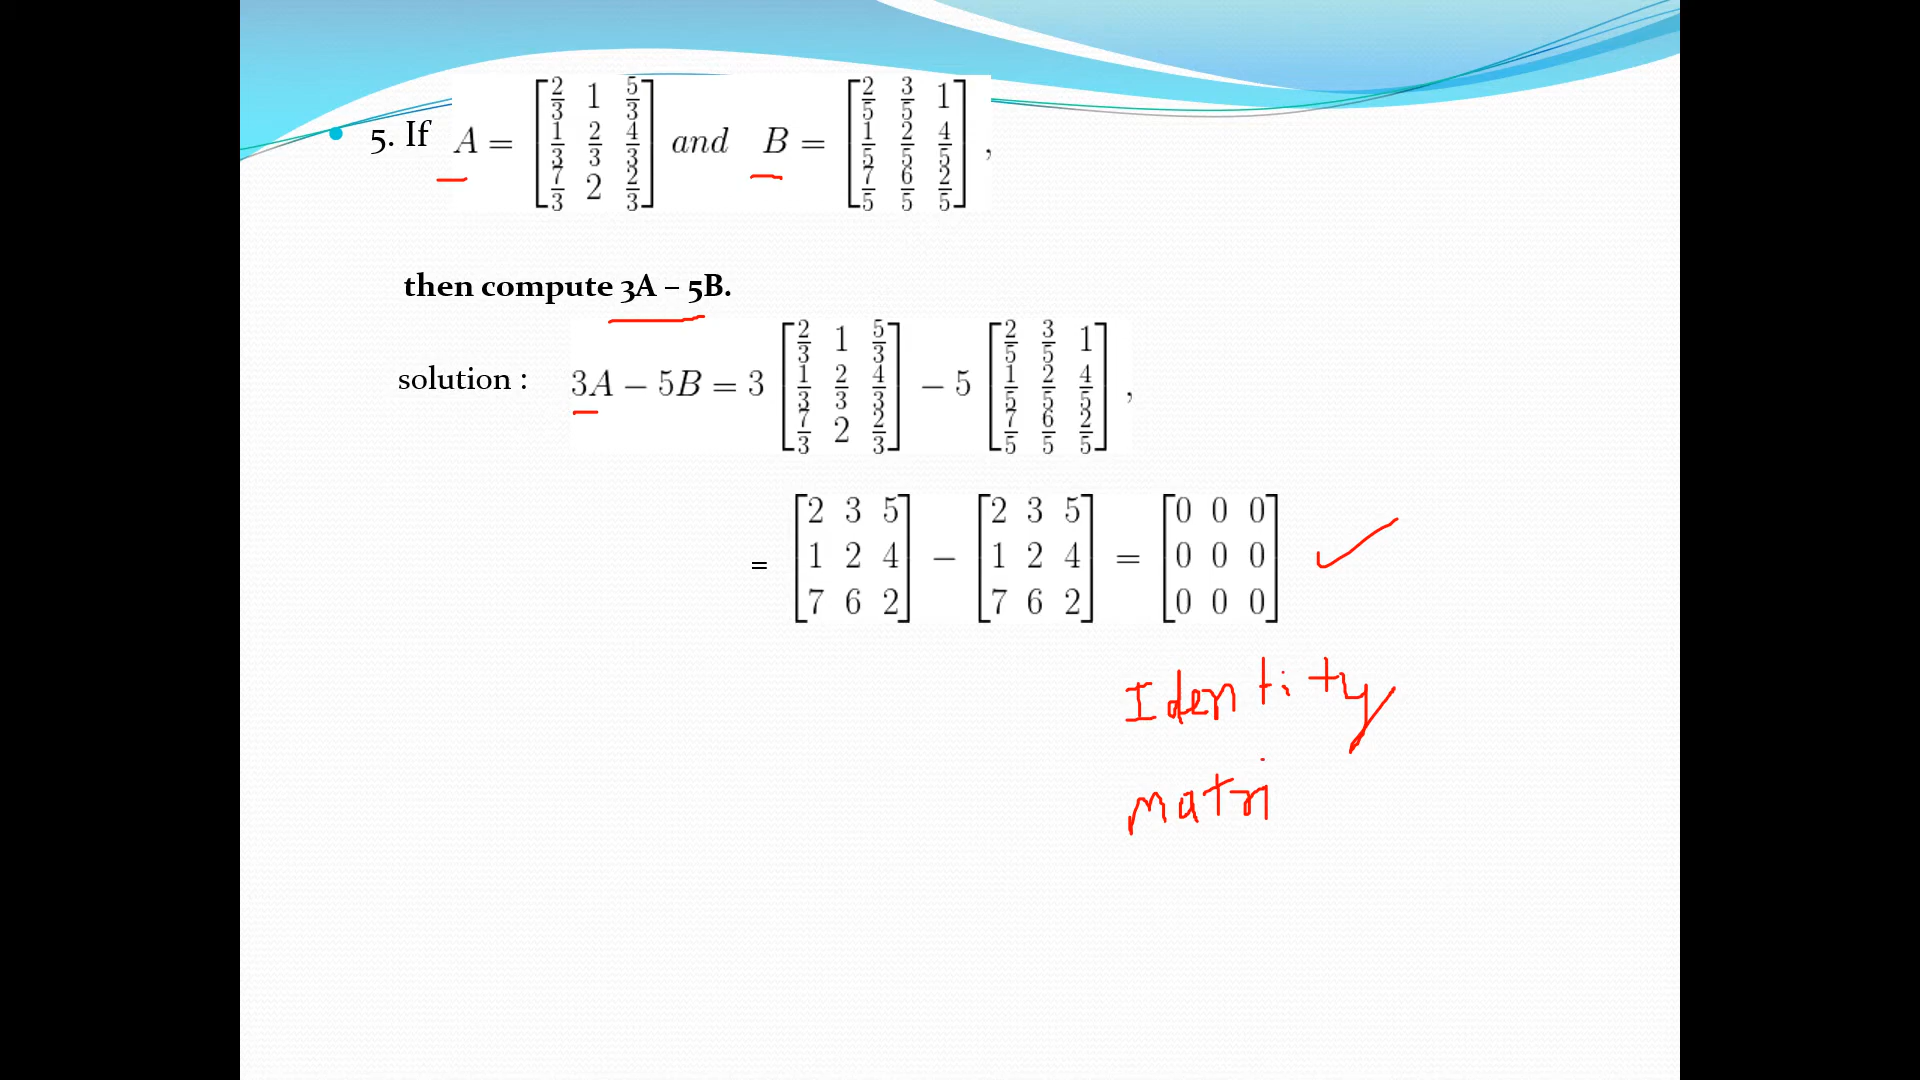 5. If A = [2/3 1 5/3; 1/3 2/3 4/3; 7/3 2 2/3] and B = [2/5 3/5 1; 1/5 2/5 4/5; 7/5 6/5 2/5] ,
then compute 3A – 5B.
solution : 3A − 5B = 3 [2/3 1 5/3; 1/3 2/3 4/3; 7/3 2 2/3] − 5 [2/5 3/5 1; 1/5 2/5 4/5; 7/5 6/5 2/5] ,
= [2 3 5; 1 2 4; 7 6 2] − [2 3 5; 1 2 4; 7 6 2] = [0 0 0; 0 0 0; 0 0 0]
Identity
matri